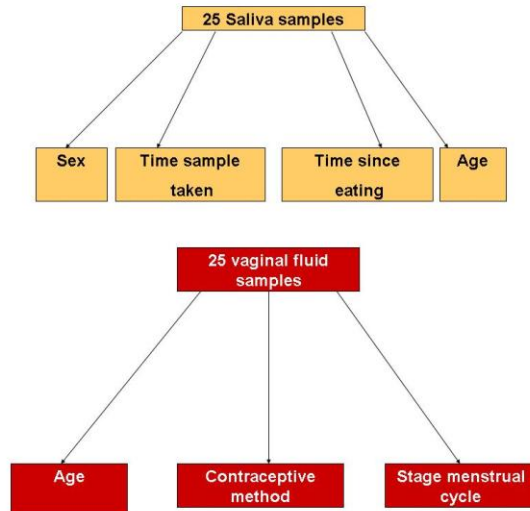 25 Saliva samples
Sex
Time sample
taken
Time since
eating
Age
25 vaginal fluid
samples
Age
Contraceptive
method
Stage menstrual
cycle